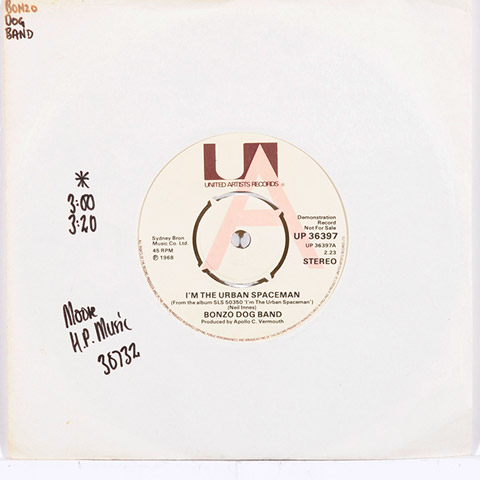 BONZO
DOG
BAND
*
3:00
3:20
Moore
H.P. Music
36732
UA
UNITED ARTISTS RECORDS
A
Sydney Bron
Music Co. Ltd.
45 RPM
℗ 1968
Demonstration
Record
Not For Sale
UP 36397
UP 36397A
2.23
STEREO
I'M THE URBAN SPACEMAN
(From the album SLS 50350 'I'm The Urban Spaceman')
(Neil Innes)
BONZO DOG BAND
Produced by Apollo C. Vermouth